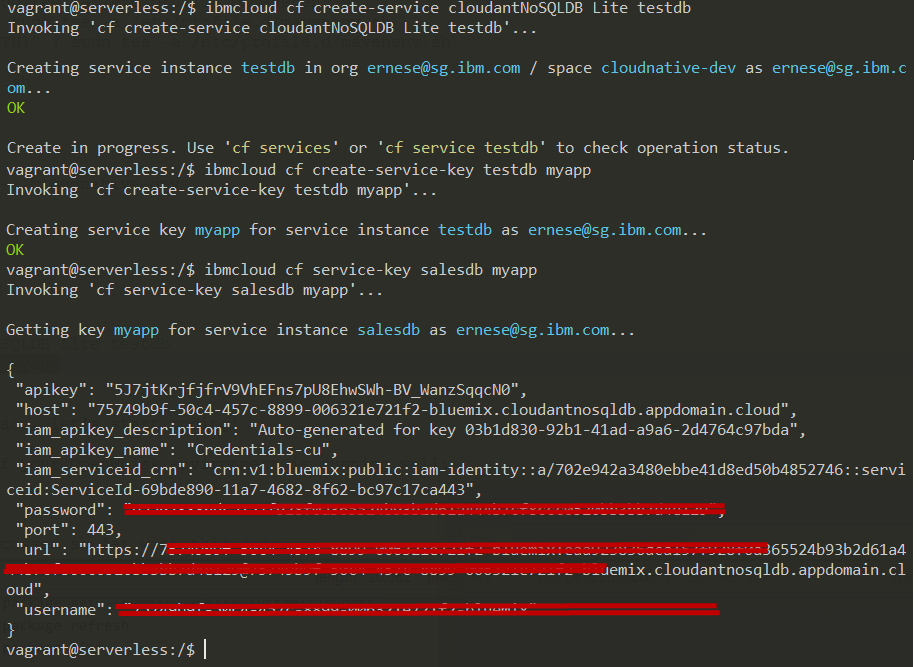 vagrant@serverless:/$ ibmcloud cf create-service cloudantNoSQLDB Lite testdb
Invoking 'cf create-service cloudantNoSQLDB Lite testdb'...
Creating service instance testdb in org ernese@sg.ibm.com / space cloudnative-dev as ernese@sg.ibm.c
om...
OK
Create in progress. Use 'cf services' or 'cf service testdb' to check operation status.
vagrant@serverless:/$ ibmcloud cf create-service-key testdb myapp
Invoking 'cf create-service-key testdb myapp'...
Creating service key myapp for service instance testdb as ernese@sg.ibm.com...
OK
vagrant@serverless:/$ ibmcloud cf service-key salesdb myapp
Invoking 'cf service-key salesdb myapp'...
Getting key myapp for service instance salesdb as ernese@sg.ibm.com...
{
"apikey": "5J7jtKrjfjfrV9VhEFns7pU8EhwSWh-BV_WanzSqqcN0",
"host": "75749b9f-50c4-457c-8899-006321e721f2-bluemix.cloudantnosqldb.appdomain.cloud",
"iam_apikey_description": "Auto-generated for key 03b1d830-92b1-41ad-a9a6-2d4764c97bda",
"iam_apikey_name": "Credentials-cu",
"iam_serviceid_crn": "crn:v1:bluemix:public:iam-identity::a/702e942a3480ebbe41d8ed50b4852746::servi
ceid:ServiceId-69bde890-11a7-4682-8f62-bc97c17ca443",
"password":
"port": 443,
"url": "https://7 365524b93b2d61a4
luemix.cloudantnosqldb.appdomain.cl
oud",
"username":
}
vagrant@serverless:/$